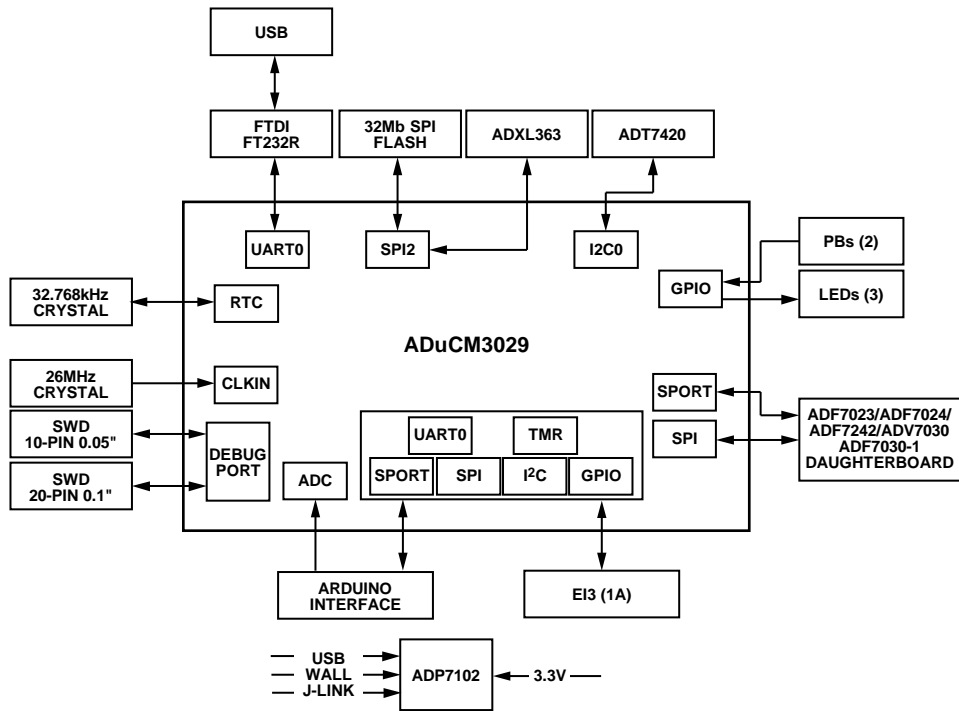 USB
FTDI
FT232R
32Mb SPI
FLASH
ADXL363
ADT7420
UART0
SPI2
I2C0
PBs (2)
GPIO
LEDs (3)
32.768kHz
CRYSTAL
RTC
ADuCM3029
26MHz
CRYSTAL
CLKIN
SPORT
SWD
10-PIN 0.05"
DEBUG
PORT
SWD
20-PIN 0.1"
ADC
UART0
TMR
SPORT
SPI
I²C
GPIO
SPI
ADF7023/ADF7024/
ADF7242/ADV7030
ADF7030-1
DAUGHTERBOARD
ARDUINO
INTERFACE
EI3 (1A)
USB
WALL
J-LINK
ADP7102
3.3V